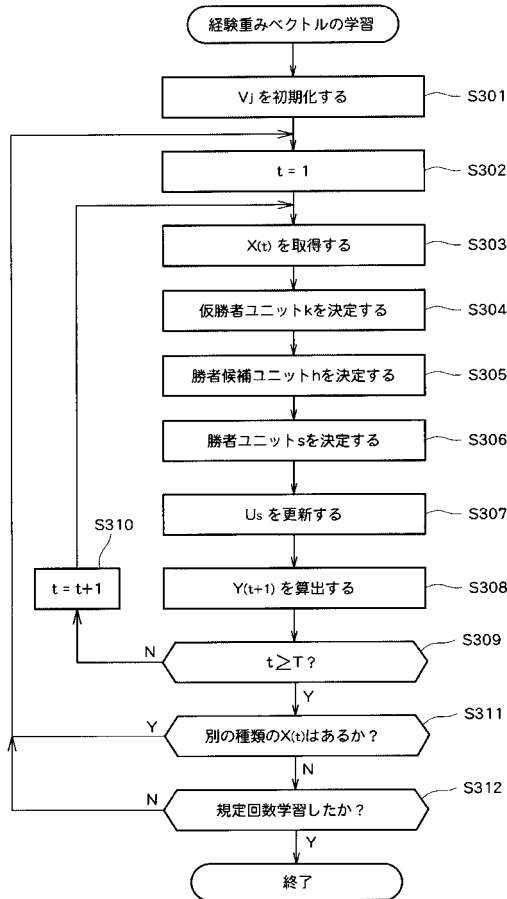 経験重みベクトルの学習
Vj を初期化する
S301
t = 1
S302
X(t) を取得する
S303
仮勝者ユニットkを決定する
S304
勝者候補ユニットhを決定する
S305
勝者ユニットsを決定する
S306
Us を更新する
S307
S310
t = t+1
Y(t+1) を算出する
S308
t≧T？
S309
N
Y
別の種類のX(t)はあるか？
S311
Y
N
規定回数学習したか？
S312
N
Y
終了